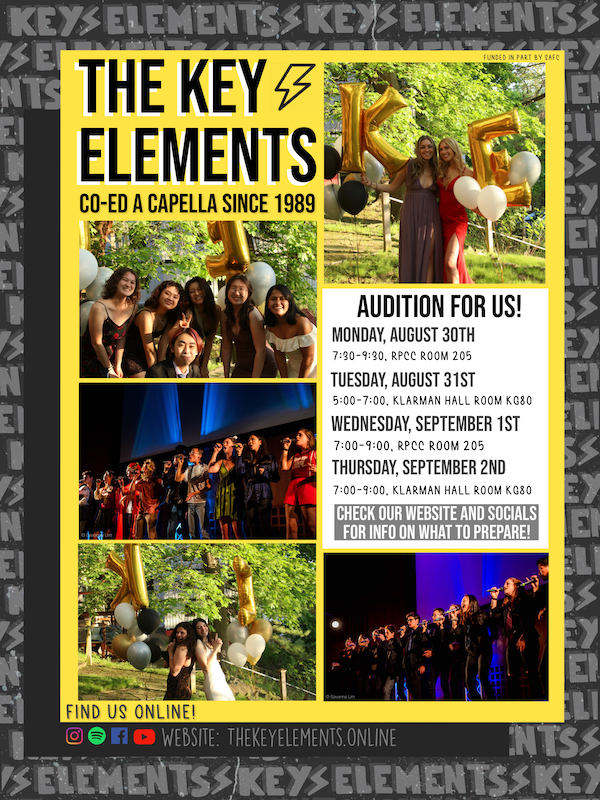 FUNDED IN PART BY SAFC
THE KEY
ELEMENTS
CO-ED A CAPELLA SINCE 1989
AUDITION FOR US!
MONDAY, AUGUST 30TH
7:30-9:30, RPCC ROOM 205
TUESDAY, AUGUST 31ST
5:00-7:00, KLARMAN HALL ROOM KG80
WEDNESDAY, SEPTEMBER 1ST
7:00-9:00, RPCC ROOM 205
THURSDAY, SEPTEMBER 2ND
7:00-9:00, KLARMAN HALL ROOM KG80
CHECK OUR WEBSITE AND SOCIALS
FOR INFO ON WHAT TO PREPARE!
FIND US ONLINE!
WEBSITE: THEKEYELEMENTS.ONLINE